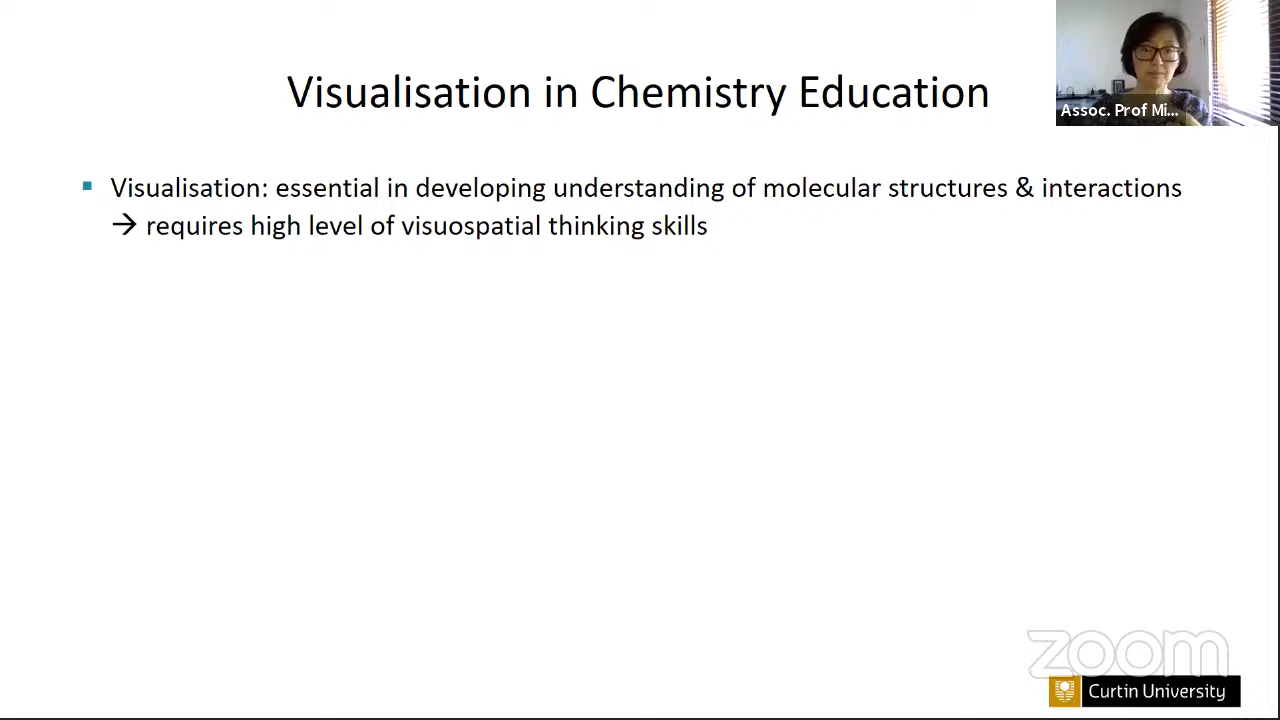 Visualisation in Chemistry Education
Assoc. Prof Mi...
▪ Visualisation: essential in developing understanding of molecular structures & interactions
→ requires high level of visuospatial thinking skills
zoom
Curtin University